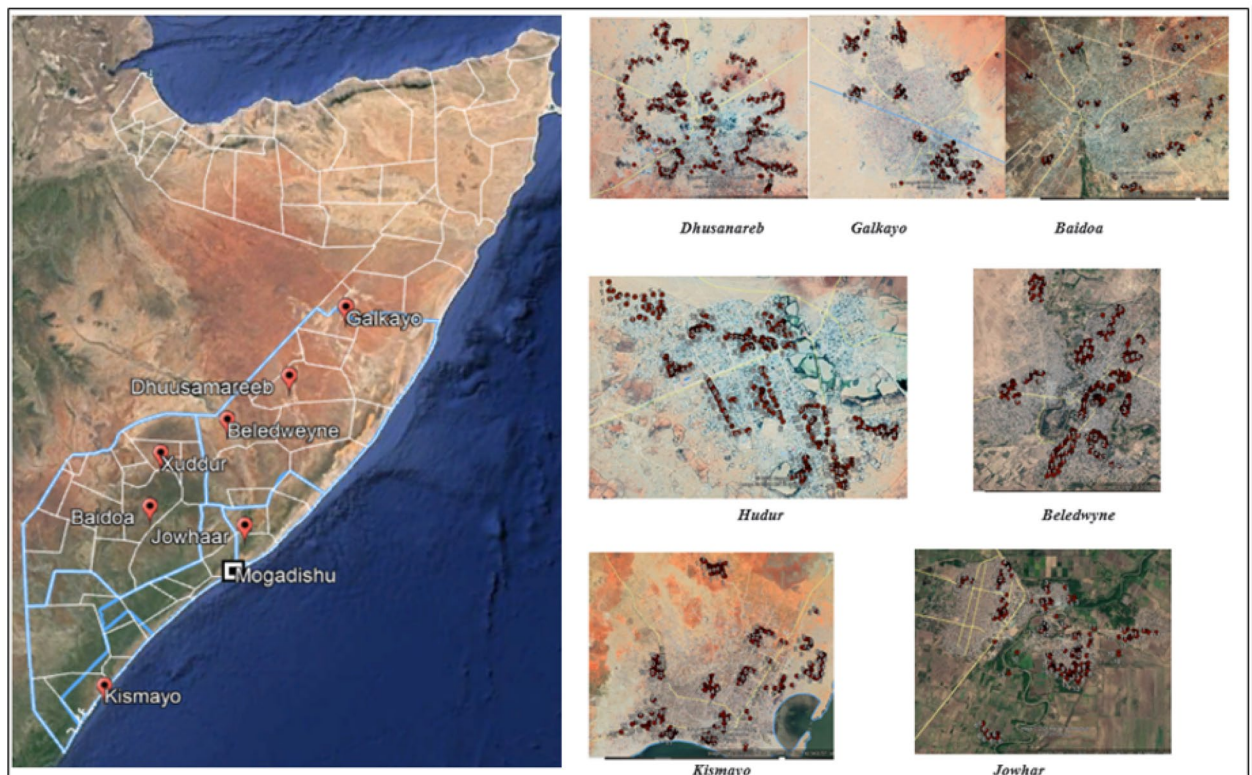 Galkayo
Dhuusamareeb
Beledweyne
Xuddur
Baidoa
Jowhaar
Mogadishu
Kismayo
Dhusanareb Galkayo Baidoa
Hudur Beledwyne
Kismayo Jowhar